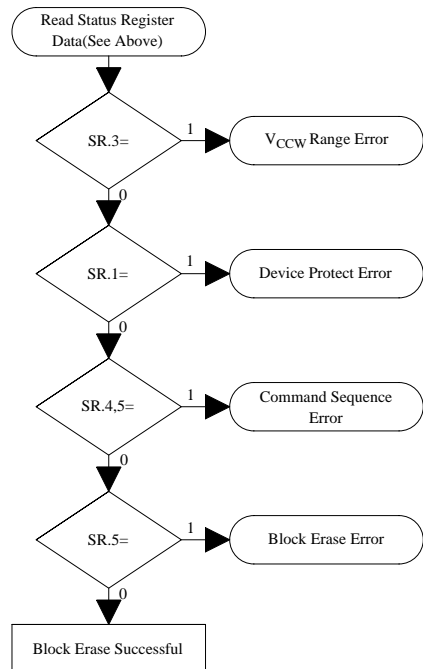 Read Status Register
Data(See Above)
SR.3=
1
V_CCW Range Error
0
SR.1=
1
Device Protect Error
0
SR.4,5=
1
Command Sequence
Error
0
SR.5=
1
Block Erase Error
0
Block Erase Successful